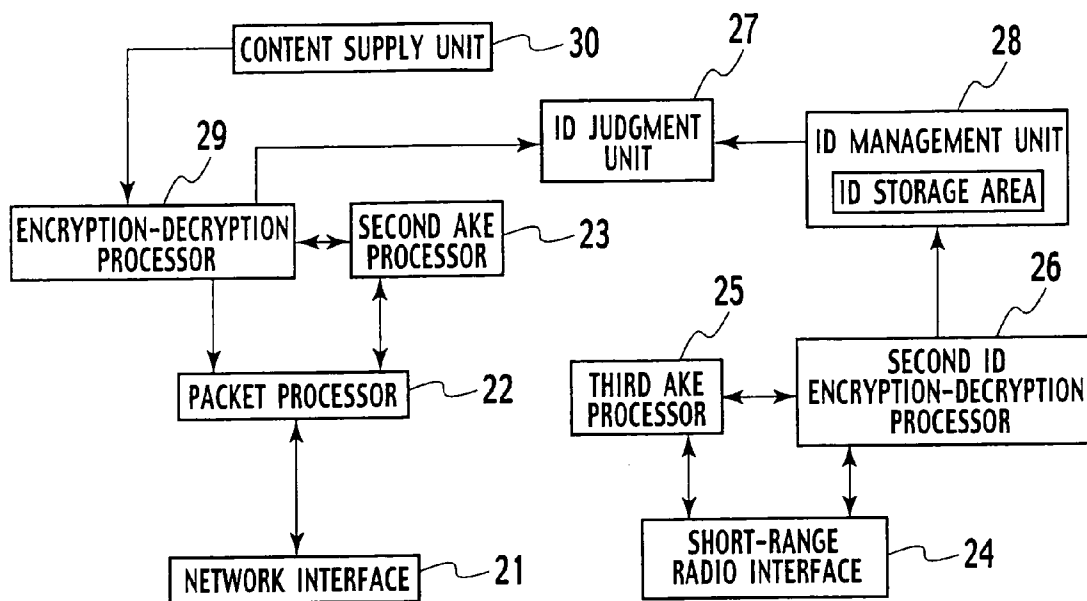 CONTENT SUPPLY UNIT
30
27
28
ID JUDGMENT
UNIT
ID MANAGEMENT UNIT
ID STORAGE AREA
29
ENCRYPTION-DECRYPTION
PROCESSOR
SECOND AKE
PROCESSOR
23
25
26
PACKET PROCESSOR
22
THIRD AKE
PROCESSOR
SECOND ID
ENCRYPTION-DECRYPTION
PROCESSOR
NETWORK INTERFACE
21
SHORT-RANGE
RADIO INTERFACE
24